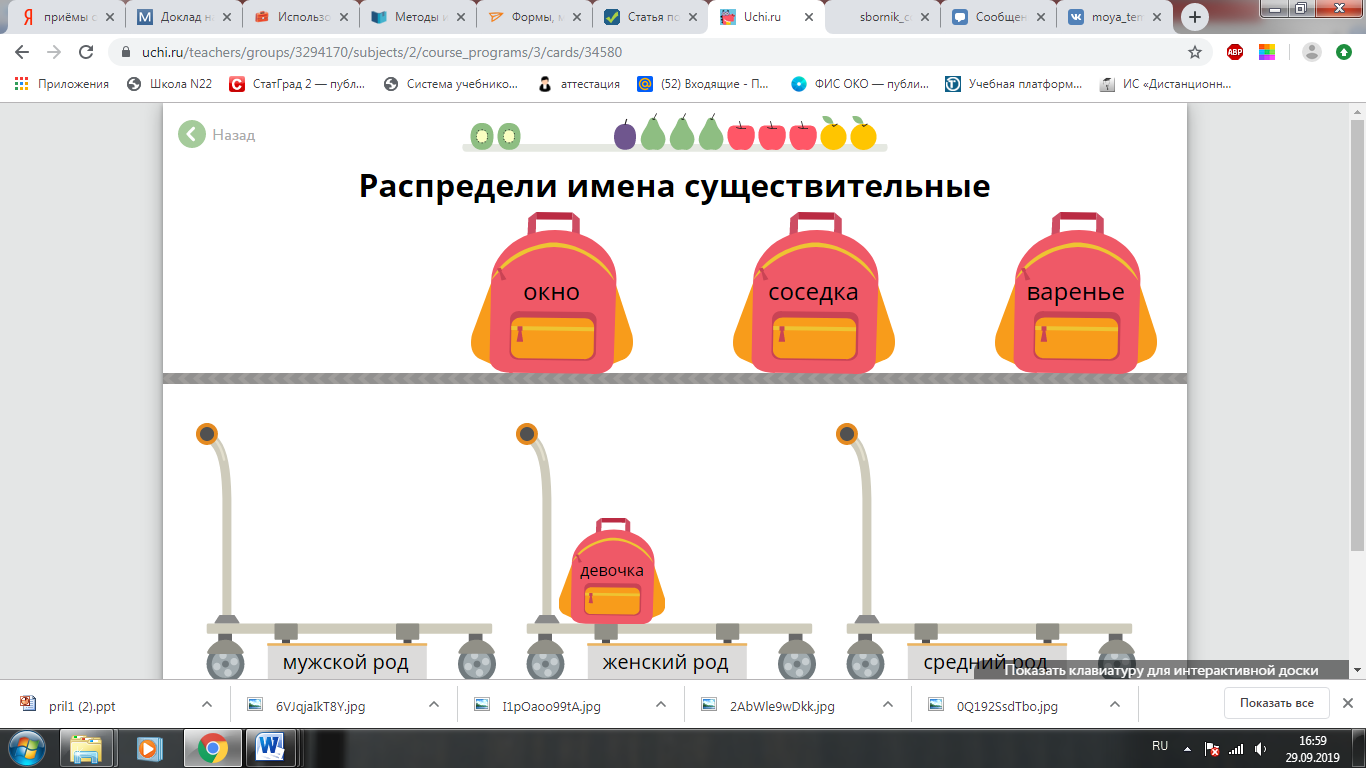 приёмы с
Доклад на
Использо
Методы и
Формы, м
Статья по
Uchi.ru
sbornik_c
Сообщен
moya_tem
uchi.ru/teachers/groups/3294170/subjects/2/course_programs/3/cards/34580
Приложения
Школа N22
СтатГрад 2 — публ...
Система учебнико...
аттестация
(52) Входящие - П...
ФИС ОКО — публи...
Учебная платформ...
ИС «Дистанционн...
Назад
Распредели имена существительные
окно
соседка
варенье
девочка
мужской род
женский род
средний род
Показать клавиатуру для интерактивной доски
pril1 (2).ppt
6VJqjaIkT8Y.jpg
I1pOaoo99tA.jpg
2AbWle9wDkk.jpg
0Q192SsdTbo.jpg
Показать все
RU
16:59
29.09.2019